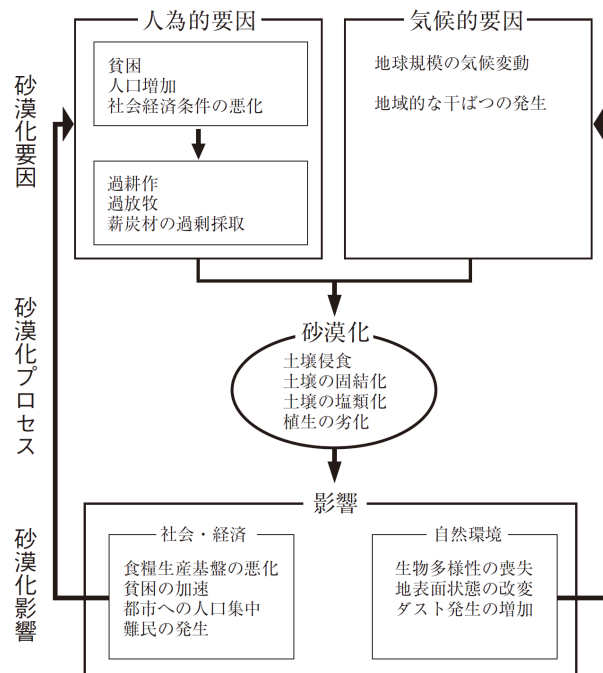 砂漠化要因
人為的要因
貧困
人口増加
社会経済条件の悪化
過耕作
過放牧
薪炭材の過剰採取
気候的要因
地球規模の気候変動
地域的な干ばつの発生
砂漠化プロセス
砂漠化
土壌侵食
土壌の固結化
土壌の塩類化
植生の劣化
砂漠化影響
影響
社会・経済
食糧生産基盤の悪化
貧困の加速
都市への人口集中
難民の発生
自然環境
生物多様性の喪失
地表面状態の改変
ダスト発生の増加